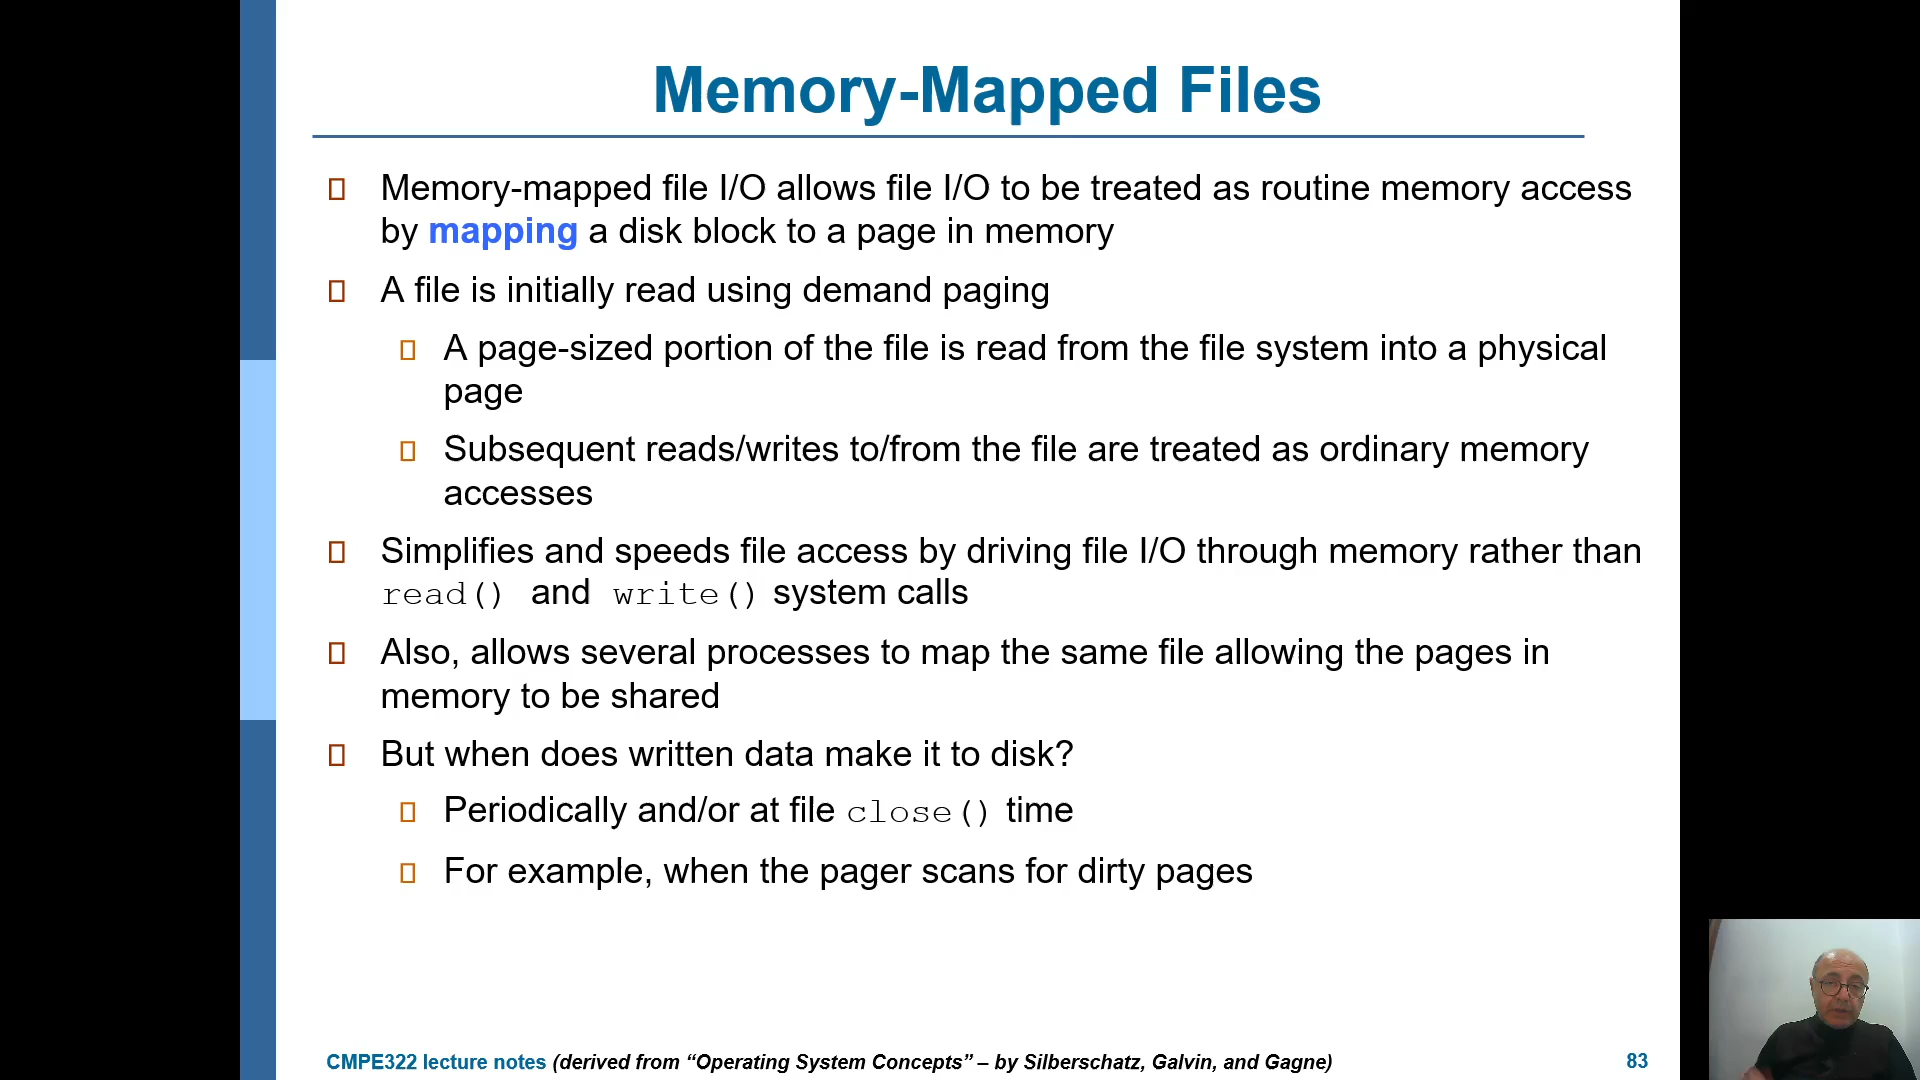 Memory-Mapped Files
Memory-mapped file I/O allows file I/O to be treated as routine memory access
by mapping a disk block to a page in memory
A file is initially read using demand paging
A page-sized portion of the file is read from the file system into a physical
page
Subsequent reads/writes to/from the file are treated as ordinary memory
accesses
Simplifies and speeds file access by driving file I/O through memory rather than
read() and write() system calls
Also, allows several processes to map the same file allowing the pages in
memory to be shared
But when does written data make it to disk?
Periodically and/or at file close() time
For example, when the pager scans for dirty pages
CMPE322 lecture notes (derived from “Operating System Concepts” – by Silberschatz, Galvin, and Gagne) 83